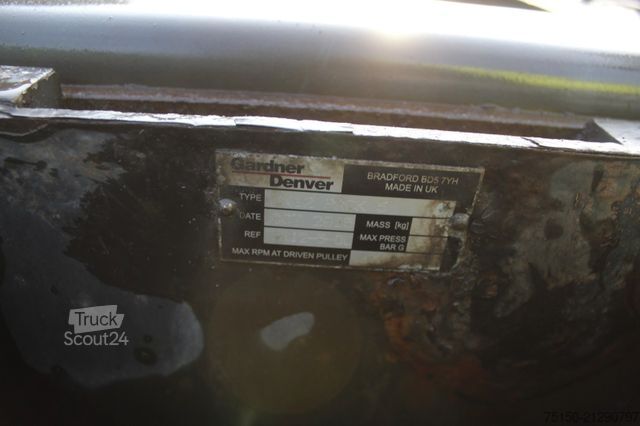 Gardner
Denver
BRADFORD BD5 7YH
MADE IN UK
TYPE
DATE
MASS [kg]
REF
MAX PRESS
BAR G
MAX RPM AT DRIVEN PULLEY
Truck
Scout24
75150-21290767